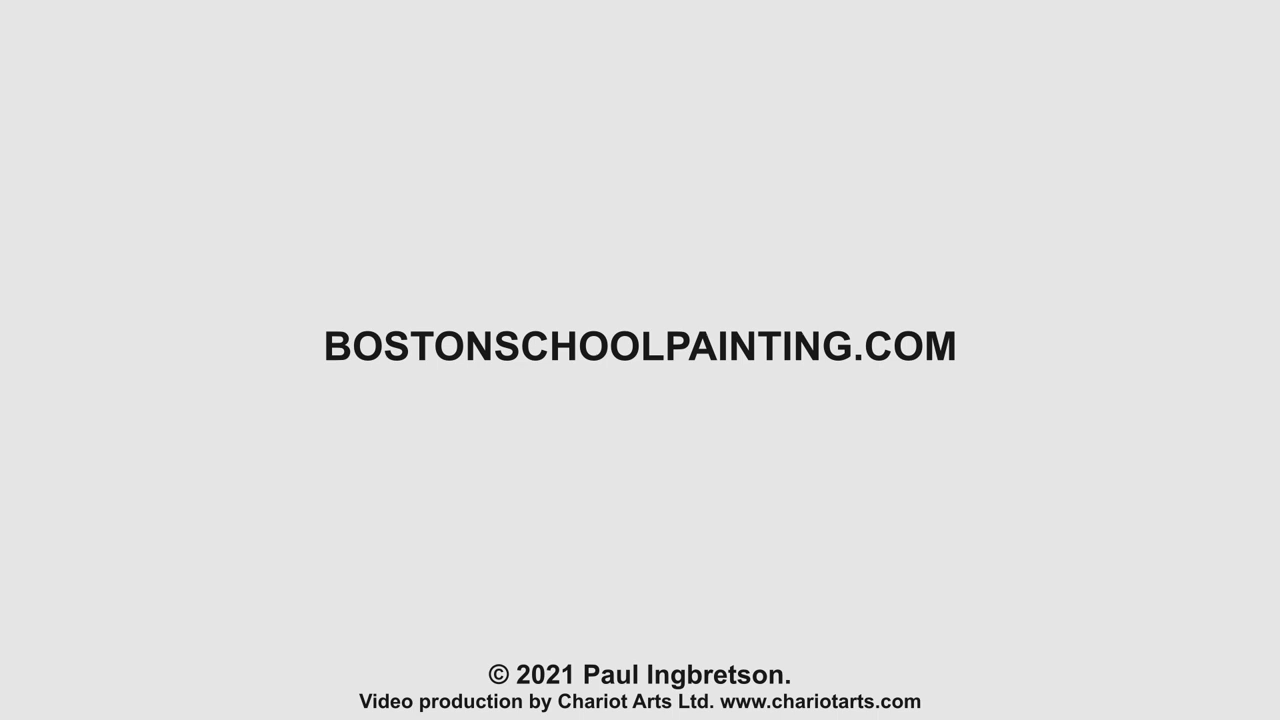 BOSTONSCHOOLPAINTING.COM
© 2021 Paul Ingbretson.
Video production by Chariot Arts Ltd. www.chariotarts.com